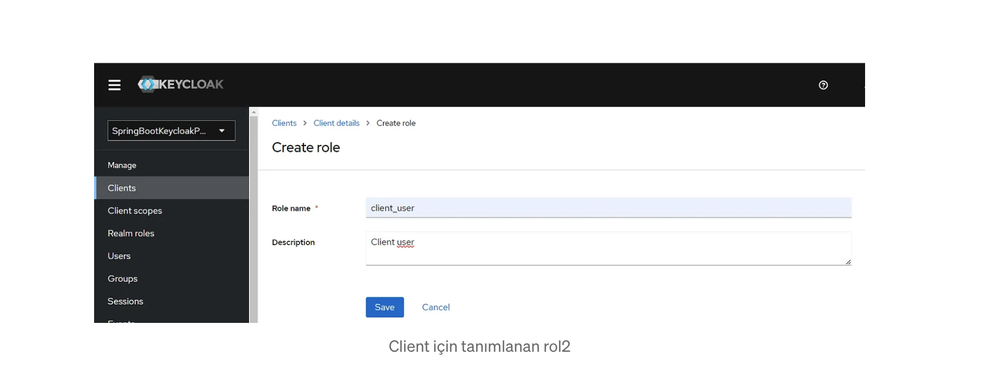 KEYCLOAK
SpringBootKeycloakP...
Manage
Clients
Client scopes
Realm roles
Users
Groups
Sessions
Events
Clients > Client details > Create role
Create role
Role name *
client_user
Description
Client user
Save
Cancel
Client için tanımlanan rol2